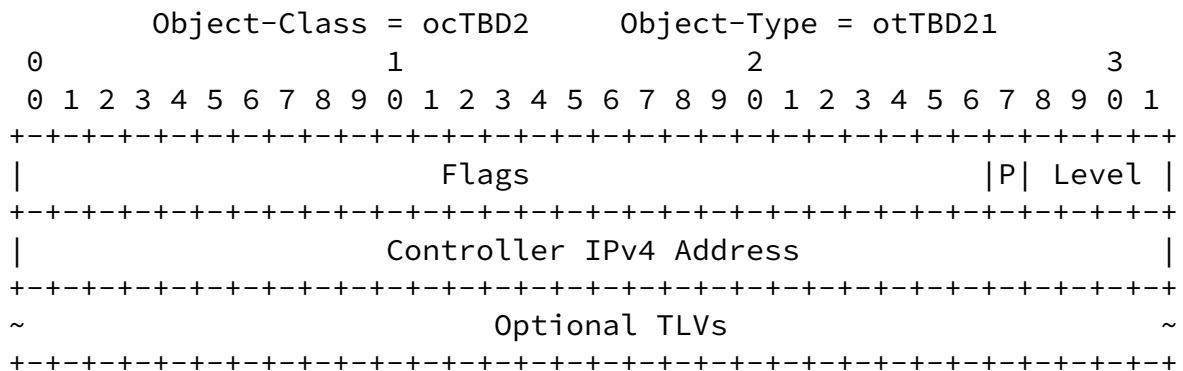 Object-Class = ocTBD2     Object-Type = otTBD21
 0                   1                   2                   3
 0 1 2 3 4 5 6 7 8 9 0 1 2 3 4 5 6 7 8 9 0 1 2 3 4 5 6 7 8 9 0 1
+-+-+-+-+-+-+-+-+-+-+-+-+-+-+-+-+-+-+-+-+-+-+-+-+-+-+-+-+-+-+-+-+
|                       Flags                         |P| Level |
+-+-+-+-+-+-+-+-+-+-+-+-+-+-+-+-+-+-+-+-+-+-+-+-+-+-+-+-+-+-+-+-+
|                    Controller IPv4 Address                    |
+-+-+-+-+-+-+-+-+-+-+-+-+-+-+-+-+-+-+-+-+-+-+-+-+-+-+-+-+-+-+-+-+
~                          Optional TLVs                        ~
+-+-+-+-+-+-+-+-+-+-+-+-+-+-+-+-+-+-+-+-+-+-+-+-+-+-+-+-+-+-+-+-+